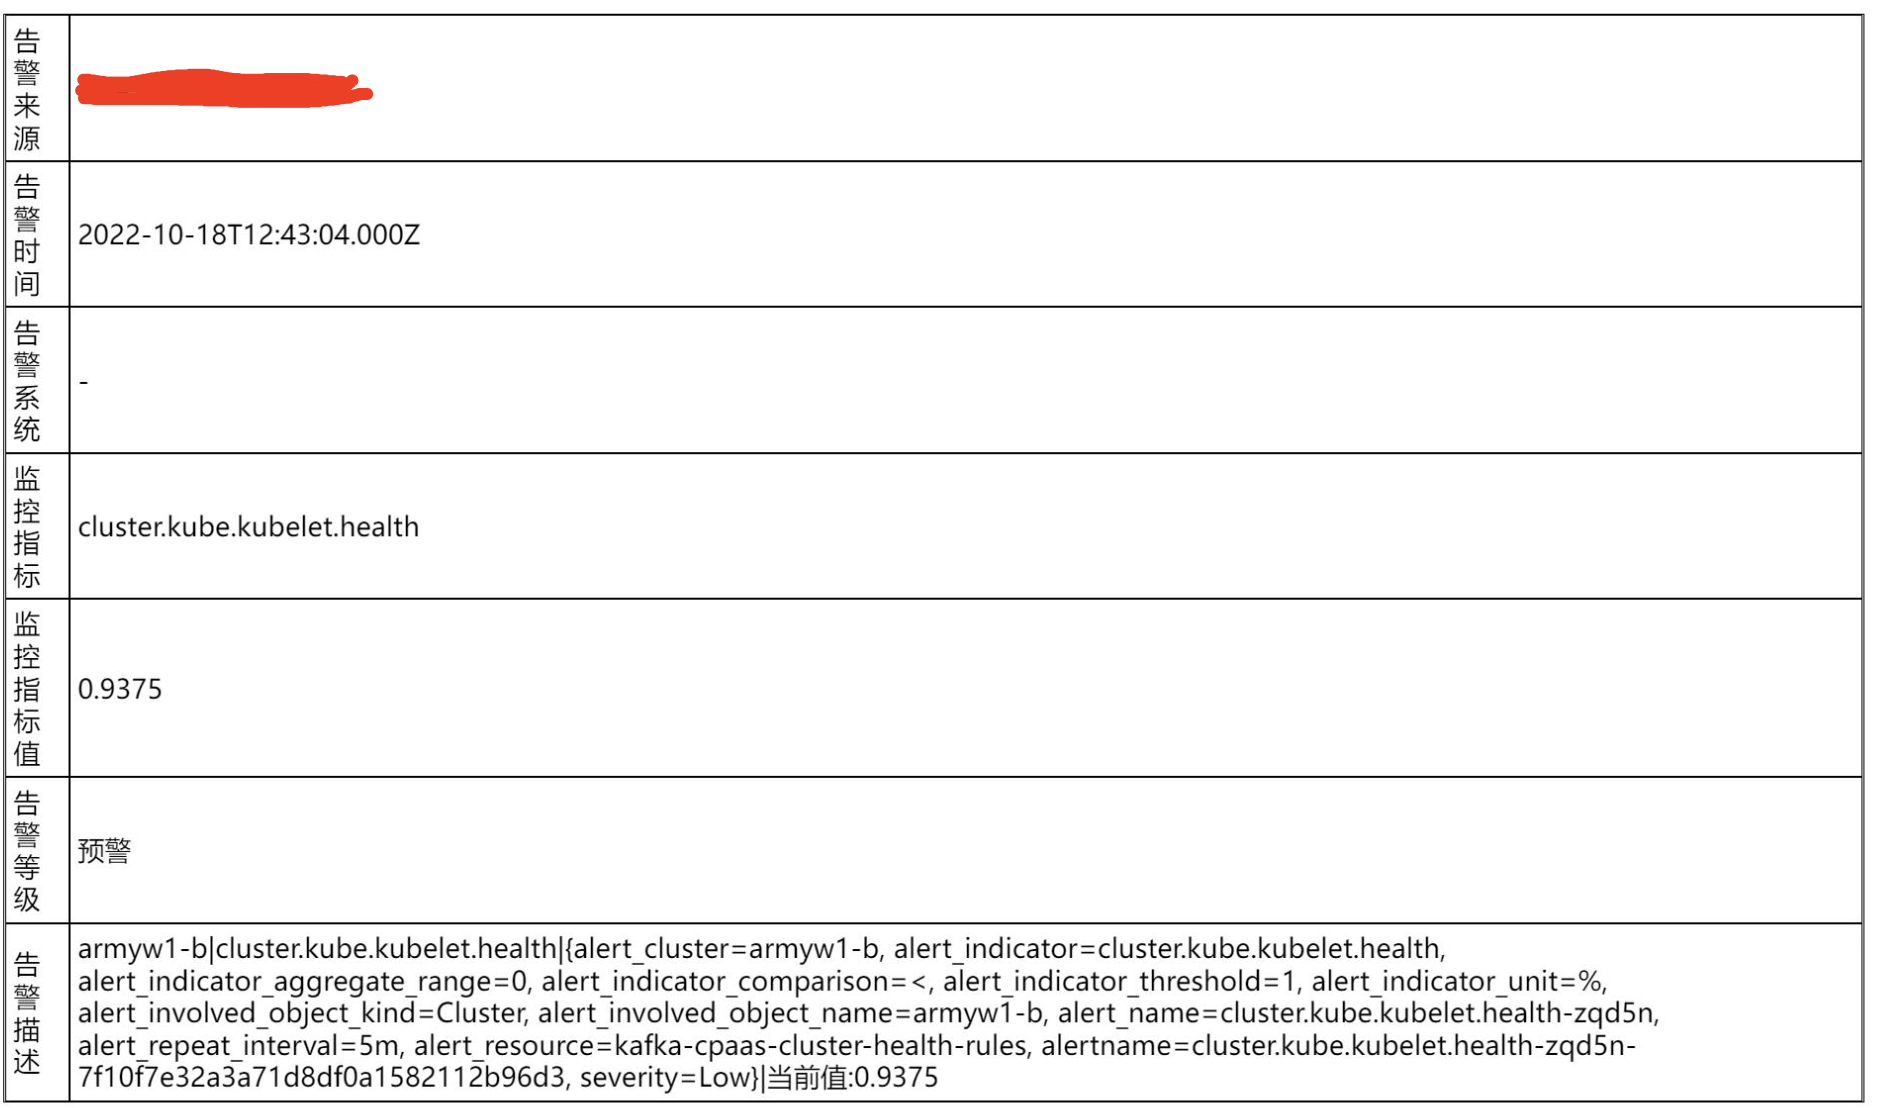 告警来源
告警时间
2022-10-18T12:43:04.000Z
告警系统
-
监控指标
cluster.kube.kubelet.health
监控指标值
0.9375
告警等级
预警
告警描述
armyw1-b|cluster.kube.kubelet.health|{alert_cluster=armyw1-b, alert_indicator=cluster.kube.kubelet.health,
alert_indicator_aggregate_range=0, alert_indicator_comparison=<, alert_indicator_threshold=1, alert_indicator_unit=%,
alert_involved_object_kind=Cluster, alert_involved_object_name=armyw1-b, alert_name=cluster.kube.kubelet.health-zqd5n,
alert_repeat_interval=5m, alert_resource=kafka-cpaas-cluster-health-rules, alertname=cluster.kube.kubelet.health-zqd5n-
7f10f7e32a3a71d8df0a1582112b96d3, severity=Low}|当前值:0.9375